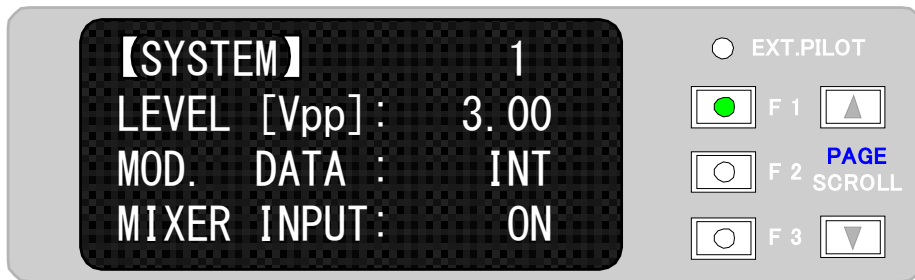 【SYSTEM】 1
LEVEL [Vpp]: 3.00
MOD. DATA : INT
MIXER INPUT: ON
EXT.PILOT
F 1
F 2
F 3
PAGE
SCROLL